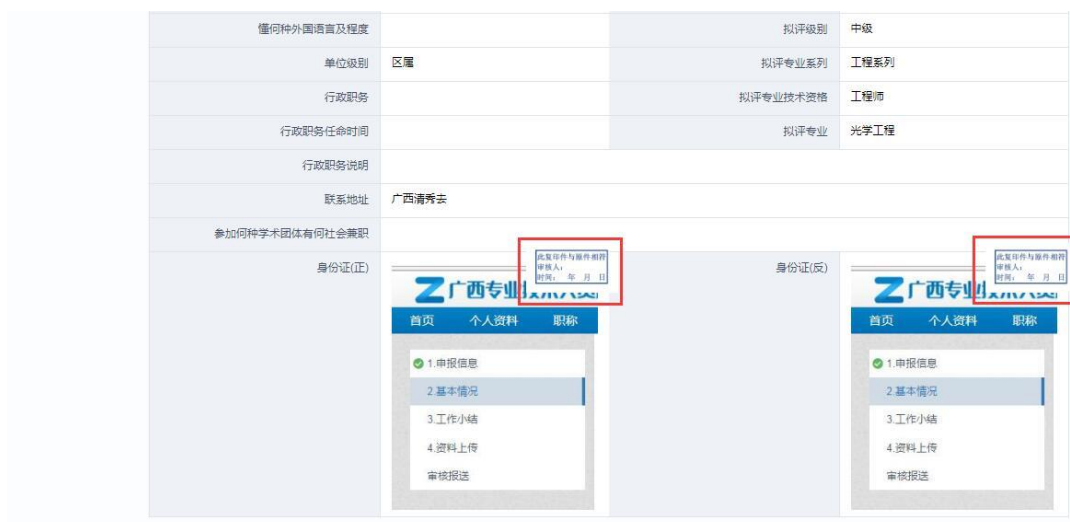 懂何种外国语言及程度 拟评级别 中级
单位级别 区属 拟评专业系列 工程系列
行政职务 拟评专业技术资格 工程师
行政职务任命时间 拟评专业 光学工程
行政职务说明
联系地址 广西清秀去
参加何种学术团体有何社会兼职
身份证(正) 身份证(反)
此复印件与原件相符
审核人:
时间: 年 月 日
广西专业技术人员
首页 个人资料 职称
1.申报信息
2.基本情况
3.工作小结
4.资料上传
审核报送
此复印件与原件相符
审核人:
时间: 年 月 日
广西专业技术人员
首页 个人资料 职称
1.申报信息
2.基本情况
3.工作小结
4.资料上传
审核报送